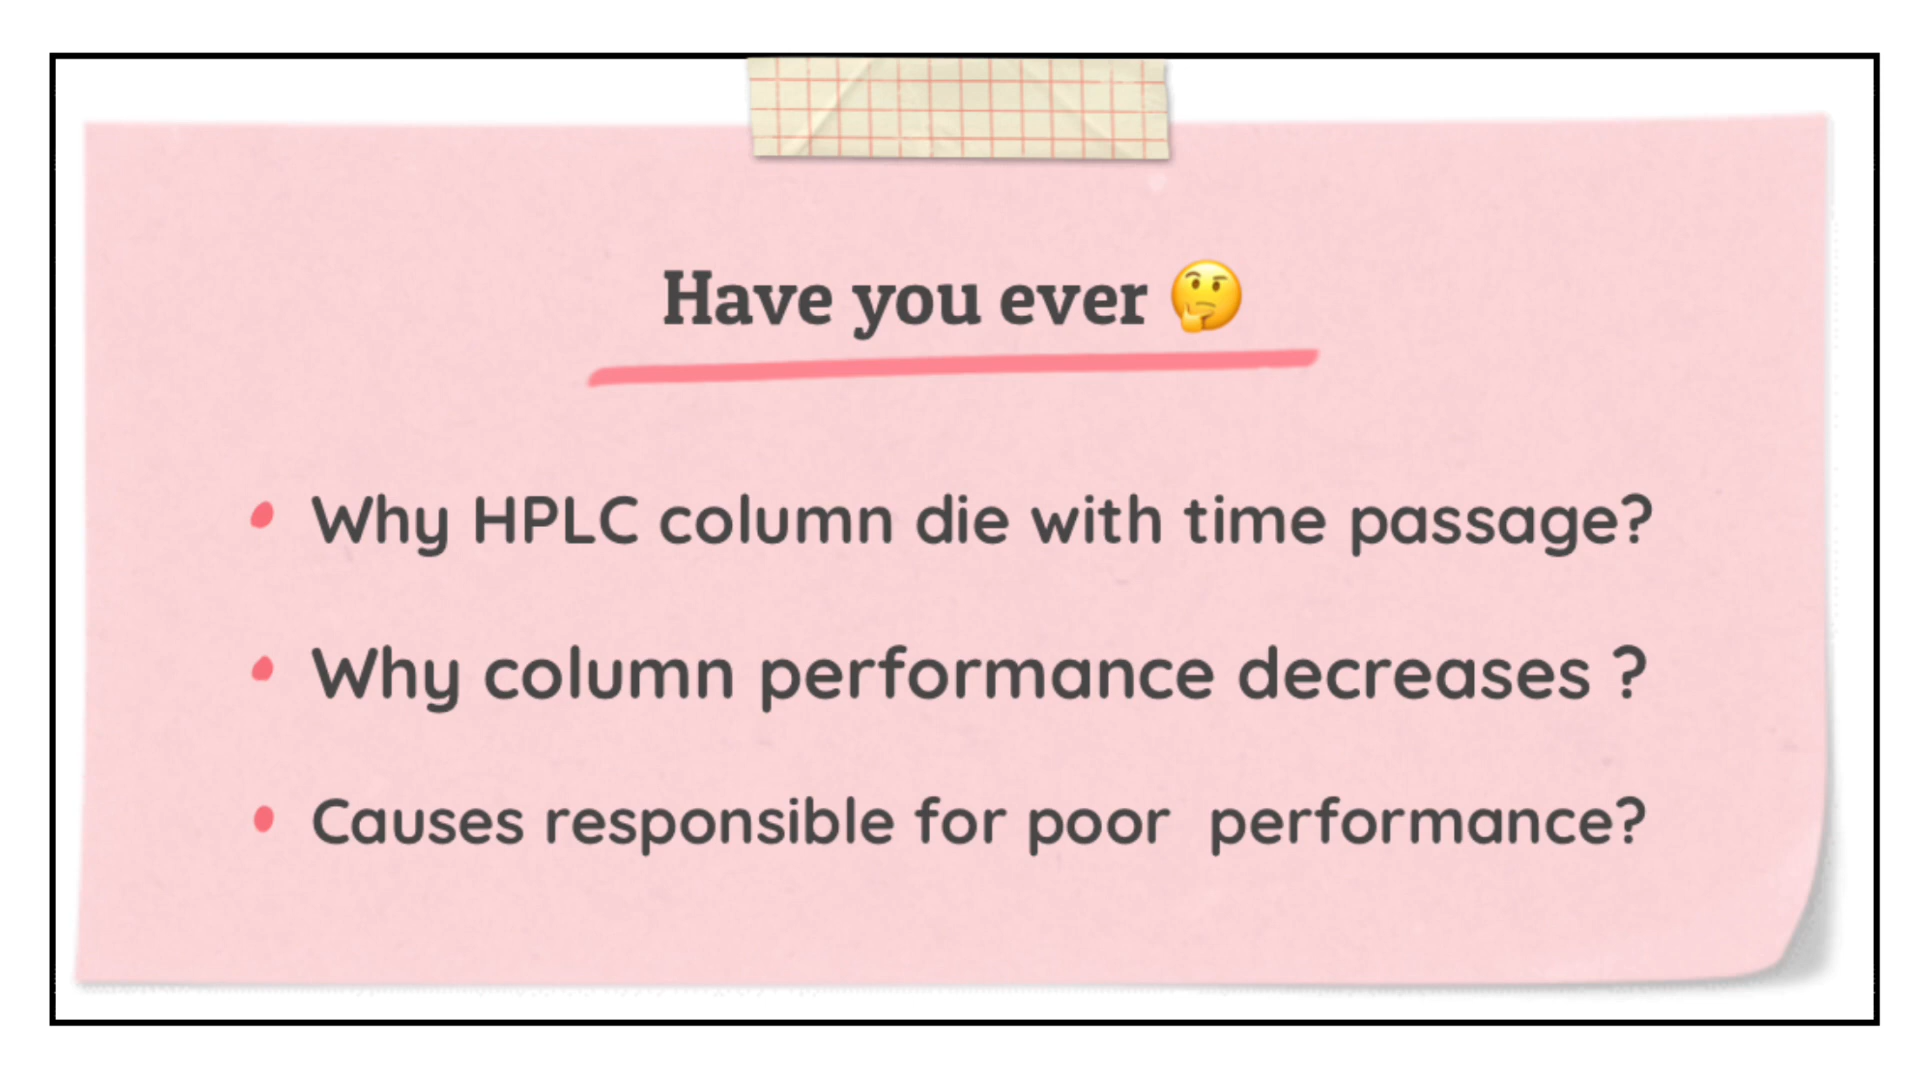 Have you ever 🤔
• Why HPLC column die with time passage?
• Why column performance decreases ?
• Causes responsible for poor  performance?